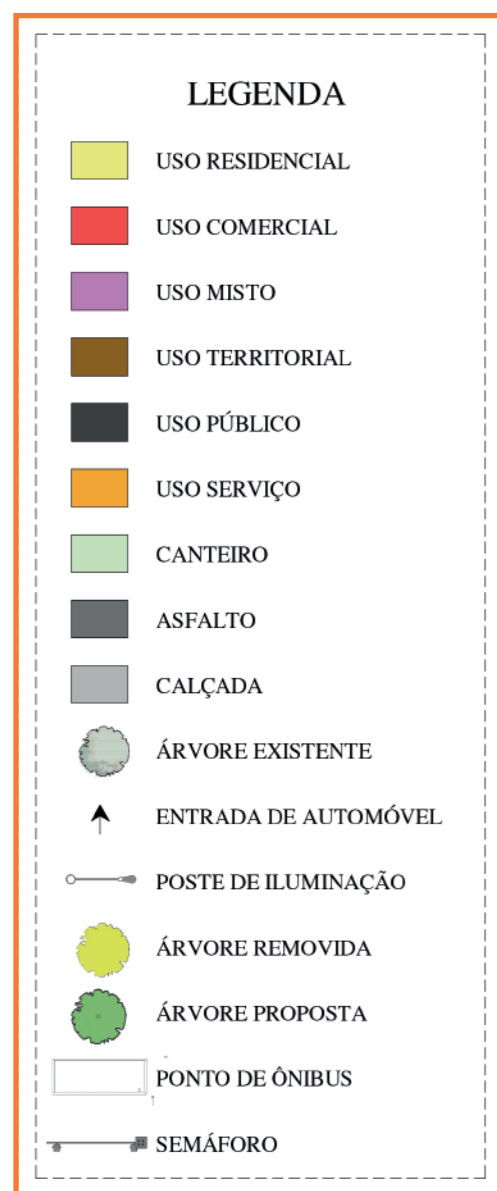 LEGENDA
USO RESIDENCIAL
USO COMERCIAL
USO MISTO
USO TERRITORIAL
USO PÚBLICO
USO SERVIÇO
CANTEIRO
ASFALTO
CALÇADA
ÁRVORE EXISTENTE
ENTRADA DE AUTOMÓVEL
POSTE DE ILUMINAÇÃO
ÁRVORE REMOVIDA
ÁRVORE PROPOSTA
PONTO DE ÔNIBUS
SEMÁFORO